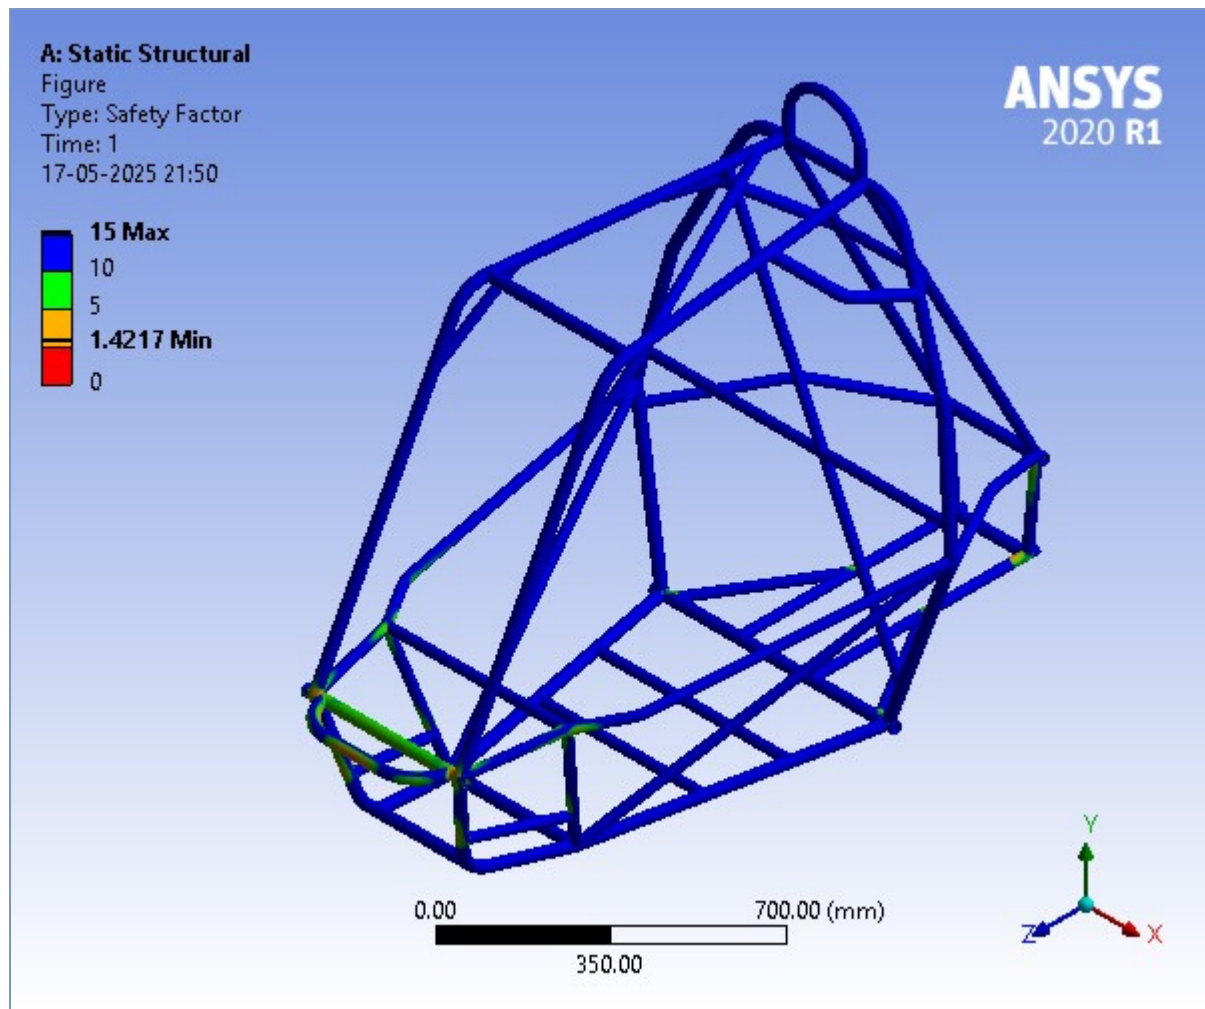 A: Static Structural
Figure
Type: Safety Factor
Time: 1
17-05-2025 21:50
ANSYS
2020 R1
15 Max
10
5
1.4217 Min
0
0.00
700.00 (mm)
350.00
Y
Z
X